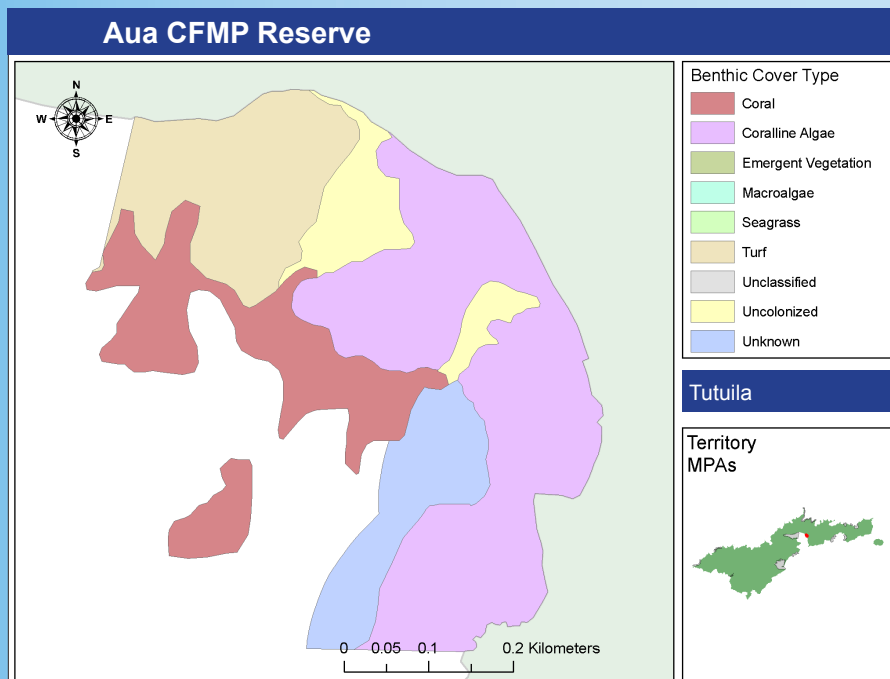 Aua CFMP Reserve
N
W E
S
0 0.05 0.1 0.2 Kilometers
Benthic Cover Type
Coral
Coralline Algae
Emergent Vegetation
Macroalgae
Seagrass
Turf
Unclassified
Uncolonized
Unknown
Tutuila
Territory
MPAs